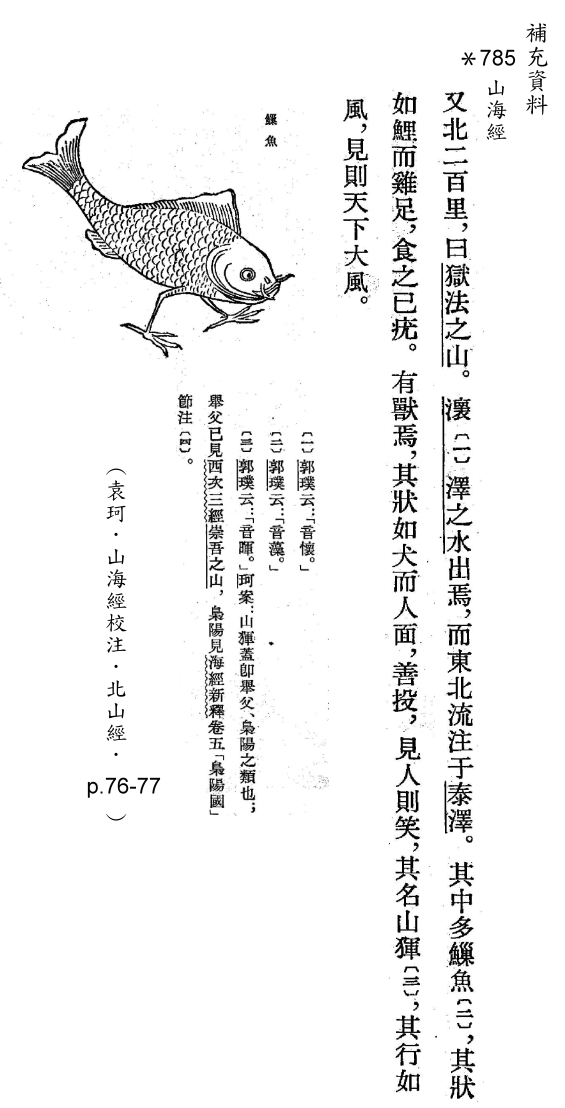 補充資料
＊785 山海經
又北二百里，曰獄法之山。瀤〔一〕澤之水出焉，而東北流注于泰澤。其中多䱻魚〔二〕，其狀
如鯉而雞足，食之已疣。有獸焉，其狀如犬而人面，善投，見人則笑，其名山𤟤〔三〕，其行如
風，見則天下大風。
䱻魚
〔一〕郭璞云：「音懷。」
〔二〕郭璞云：「音藻。」
〔三〕郭璞云：「音暉。」珂案：山𤟤蓋卽舉父、梟陽之類也；
舉父已見西次三經崇吾之山，梟陽見海經新釋卷五「梟陽國」
節注〔四〕。
（袁珂．山海經校注．北山經．
p.76-77）